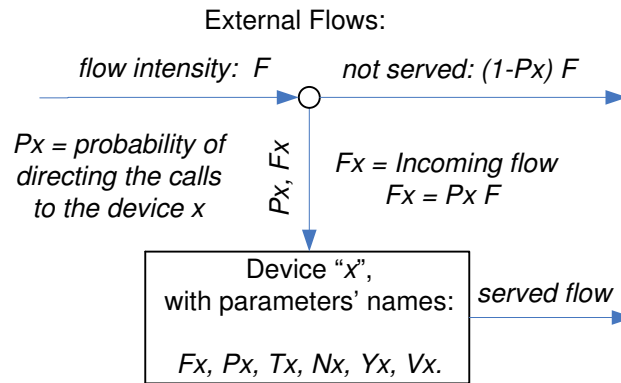 External Flows:
flow intensity:  F
not served: (1-Px) F
Px = probability of
directing the calls
to the device x
Px, Fx
Fx = Incoming flow
Fx = Px F
Device “x”,
with parameters’ names:
Fx, Px, Tx, Nx, Yx, Vx.
served flow